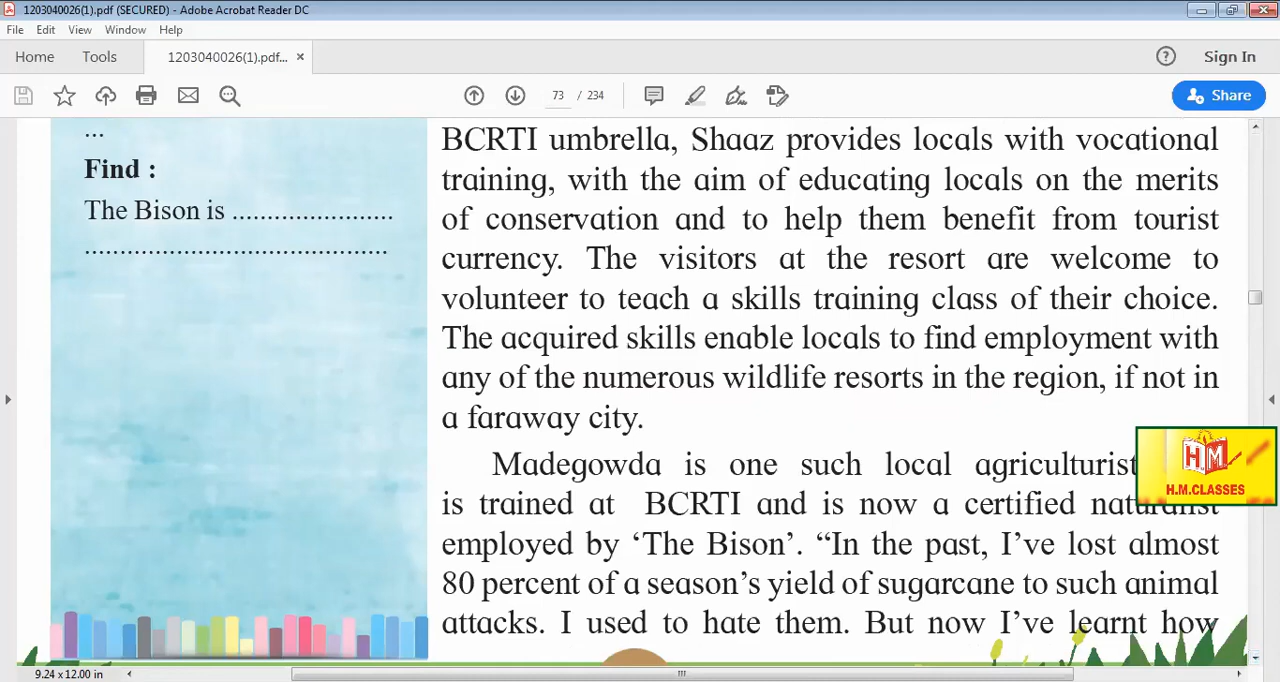 1203040026(1).pdf (SECURED) - Adobe Acrobat Reader DC
File Edit View Window Help
Home Tools 1203040026(1).pdf... × Sign In
73 / 234 Share
...
Find :
The Bison is .......................
...........................................
BCRTI umbrella, Shaaz provides locals with vocational
training, with the aim of educating locals on the merits
of conservation and to help them benefit from tourist
currency. The visitors at the resort are welcome to
volunteer to teach a skills training class of their choice.
The acquired skills enable locals to find employment with
any of the numerous wildlife resorts in the region, if not in
a faraway city.
Madegowda is one such local agriculturist
is trained at BCRTI and is now a certified naturalist
employed by ‘The Bison’. “In the past, I’ve lost almost
80 percent of a season’s yield of sugarcane to such animal
attacks. I used to hate them. But now I’ve learnt how
H.M
H.M.CLASSES
9.24 x 12.00 in